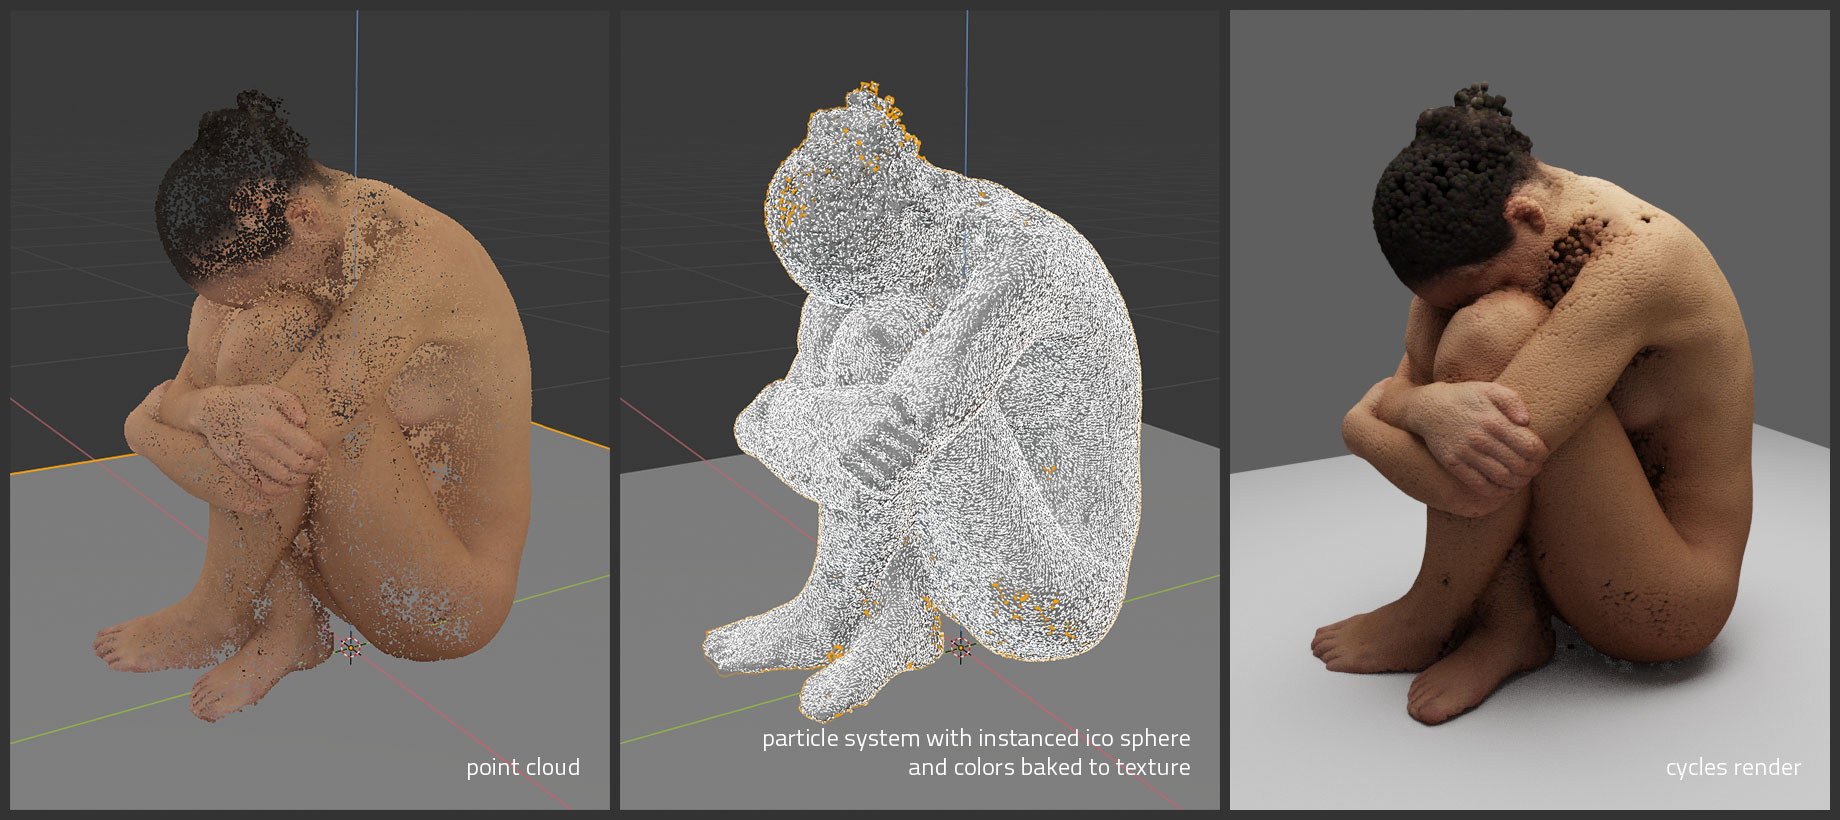 point cloud
particle system with instanced ico sphere
and colors baked to texture
cycles render